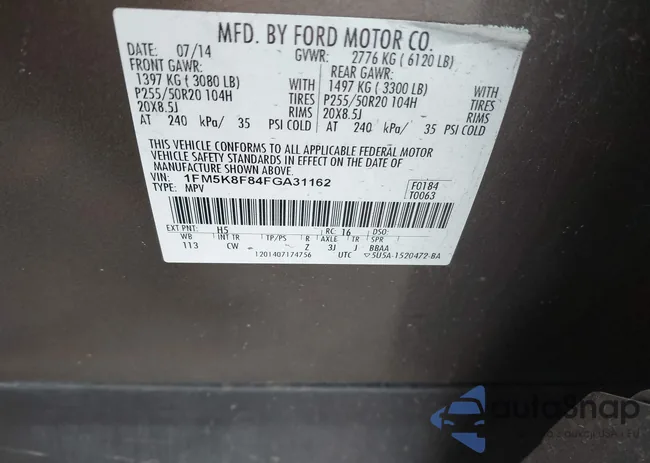 MFD. BY FORD MOTOR CO.
DATE: 07/14 GVWR: 2776 KG ( 6120 LB)
FRONT GAWR: REAR GAWR:
1397 KG ( 3080 LB) 1497 KG ( 3300 LB)
P255/50R20 104H TIRES P255/50R20 104H TIRES
20X8.5J RIMS 20X8.5J RIMS
AT 240 kPa/ 35 PSI COLD AT 240 kPa/ 35 PSI COLD
THIS VEHICLE CONFORMS TO ALL APPLICABLE FEDERAL MOTOR
VEHICLE SAFETY STANDARDS IN EFFECT ON THE DATE OF
MANUFACTURE SHOWN ABOVE.
VIN: 1FM5K8F84FGA31162 F0184
TYPE: MPV T0063
EXT PNT: H5 RC: 16 DSO:
WB INT TR TP/PS R AXLE TR SPR
113 CW Z 3J J BBAA
1201407174756 UTC 5U5A-1520472-BA
autoSnap